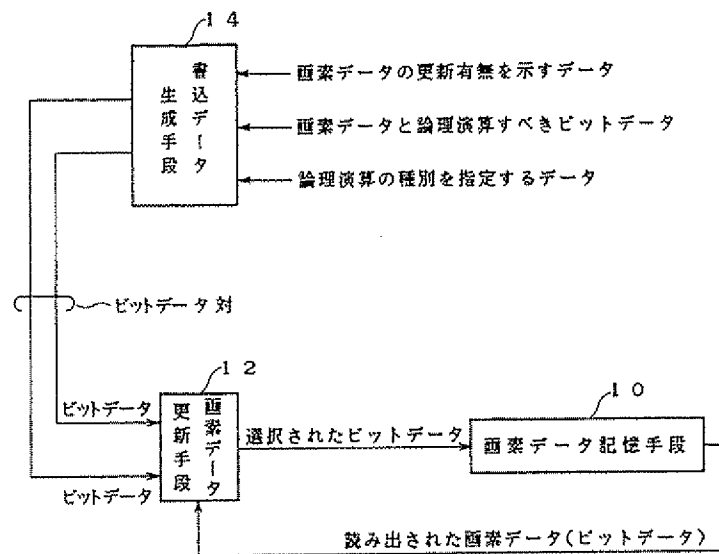 14
書込データ
生成手段
画素データの更新有無を示すデータ
画素データと論理演算すべきビットデータ
論理演算の種別を指定するデータ
ビットデータ対
12
画素データ
更新手段
ビットデータ
ビットデータ
選択されたビットデータ
10
画素データ記憶手段
読み出された画素データ(ビットデータ)